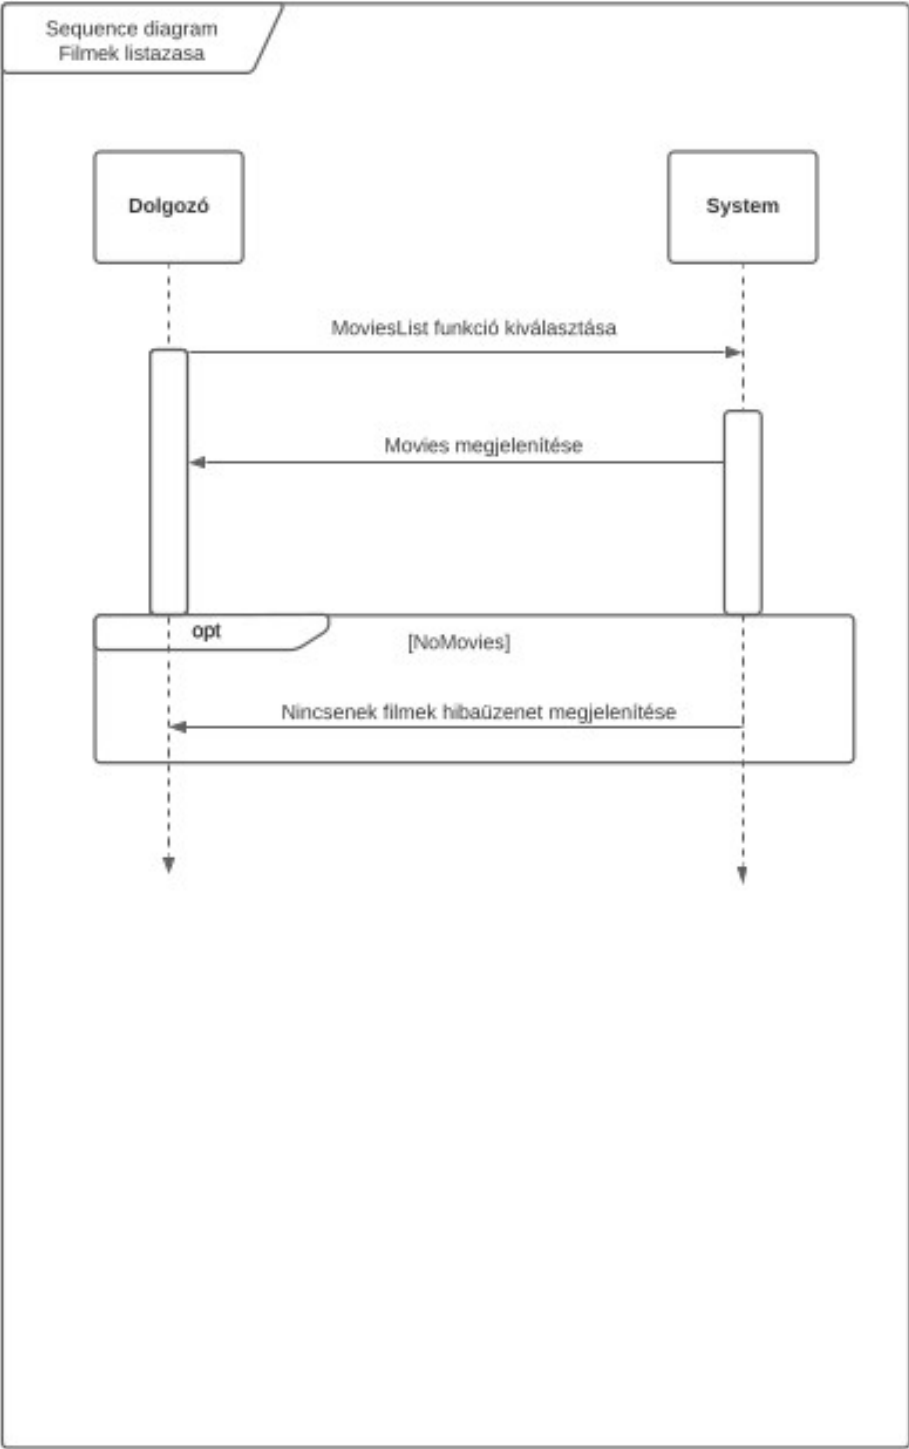 Sequence diagram
Filmek listazasa
Dolgozó
System
MoviesList funkció kiválasztása
Movies megjelenítése
opt
[NoMovies]
Nincsenek filmek hibaüzenet megjelenítése